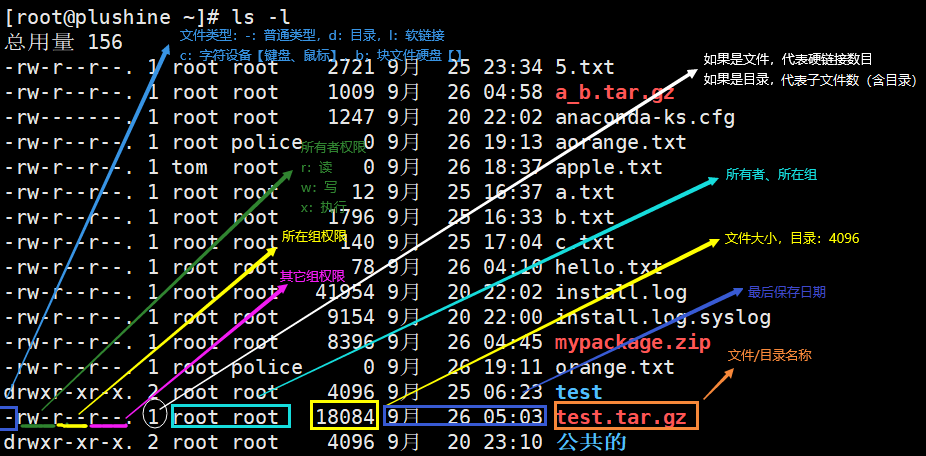 [root@plushine ~]# ls -l
总用量 156
文件类型：-：普通类型，d：目录，l：软链接
c：字符设备【键盘、鼠标】 b：块文件硬盘【】
-rw-r--r--. 1 root root 2721 9月 25 23:34 5.txt
如果是文件，代表硬链接数目
如果是目录，代表子文件数（含目录）
-rw-r--r--. 1 root root 1009 9月 26 04:58 a_b.tar.gz
-rw-------. 1 root root 1247 9月 20 22:02 anaconda-ks.cfg
-rw-r--r--. 1 root police 0 9月 26 19:13 aorange.txt
所有者权限
r：读
w：写
x：执行
-rw-r--r--. 1 tom root 0 9月 26 18:37 apple.txt
所有者、所在组
-rw-r--r--. 1 root root 12 9月 25 16:37 a.txt
-rw-r--r--. 1 root root 1796 9月 25 16:33 b.txt
所在组权限
-rw-r--r--. 1 root root 140 9月 25 17:04 c.txt
文件大小，目录：4096
-rw-r--r--. 1 root root 78 9月 26 04:10 hello.txt
其它组权限
-rw-r--r--. 1 root root 41954 9月 20 22:02 install.log
最后保存日期
-rw-r--r--. 1 root root 9154 9月 20 22:00 install.log.syslog
-rw-r--r--. 1 root root 8396 9月 26 04:45 mypackage.zip
文件/目录名称
-rw-r--r--. 1 root police 0 9月 26 19:11 orange.txt
drwxr-xr-x. 2 root root 4096 9月 25 06:23 test
-rw-r--r--. 1 root root 18084 9月 26 05:03 test.tar.gz
drwxr-xr-x. 2 root root 4096 9月 20 23:10 公共的